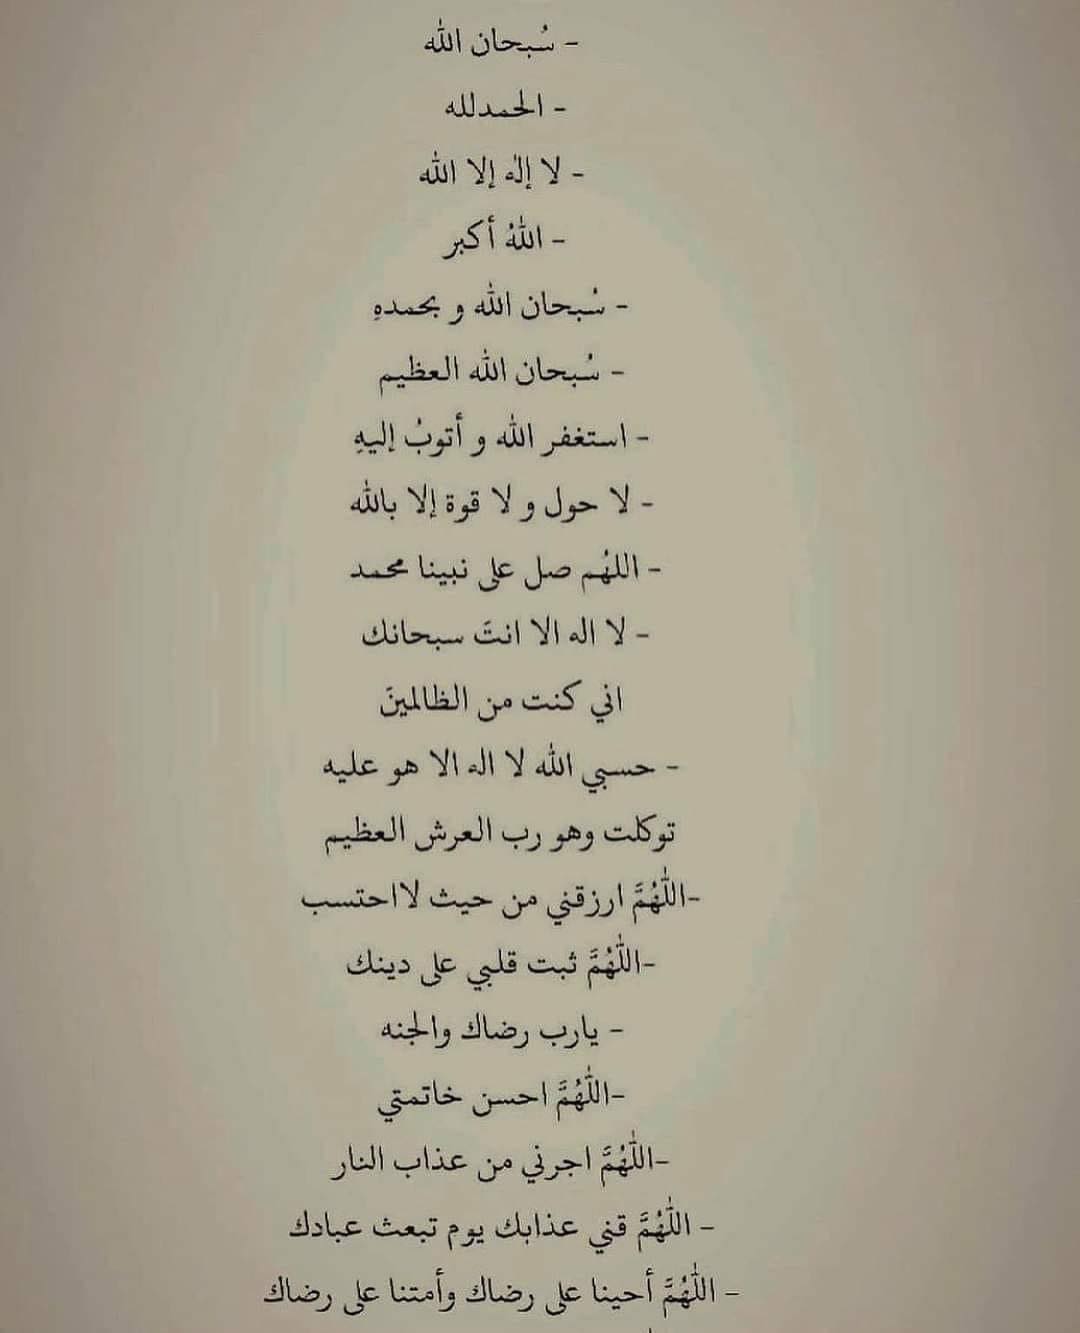 - سُبحان الله
- الحمدلله
- لا إله إلا الله
- اللهُ أكبر
- سُبحان الله و بحمدهِ
- سُبحان الله العظيم
- استغفر الله و أتوبُ إليهِ
- لا حول و لا قوة إلا بالله
- اللهُم صل على نبينا محمد
- لا اله الا انتَ سبحانك
اني كنت من الظالمينَ
- حسبي الله لا اله الا هو عليه
توكلت وهو رب العرش العظيم
-اللَّهُمَّ ارزقني من حيث لااحتسب
-اللَّهُمَّ ثبت قلبي على دينك
- يارب رضاك والجنه
-اللَّهُمَّ احسن خاتمتي
-اللَّهُمَّ اجرني من عذاب النار
- اللَّهُمَّ قني عذابك يوم تبعث عبادك
- اللَّهُمَّ أحينا على رضاك وأمتنا على رضاك